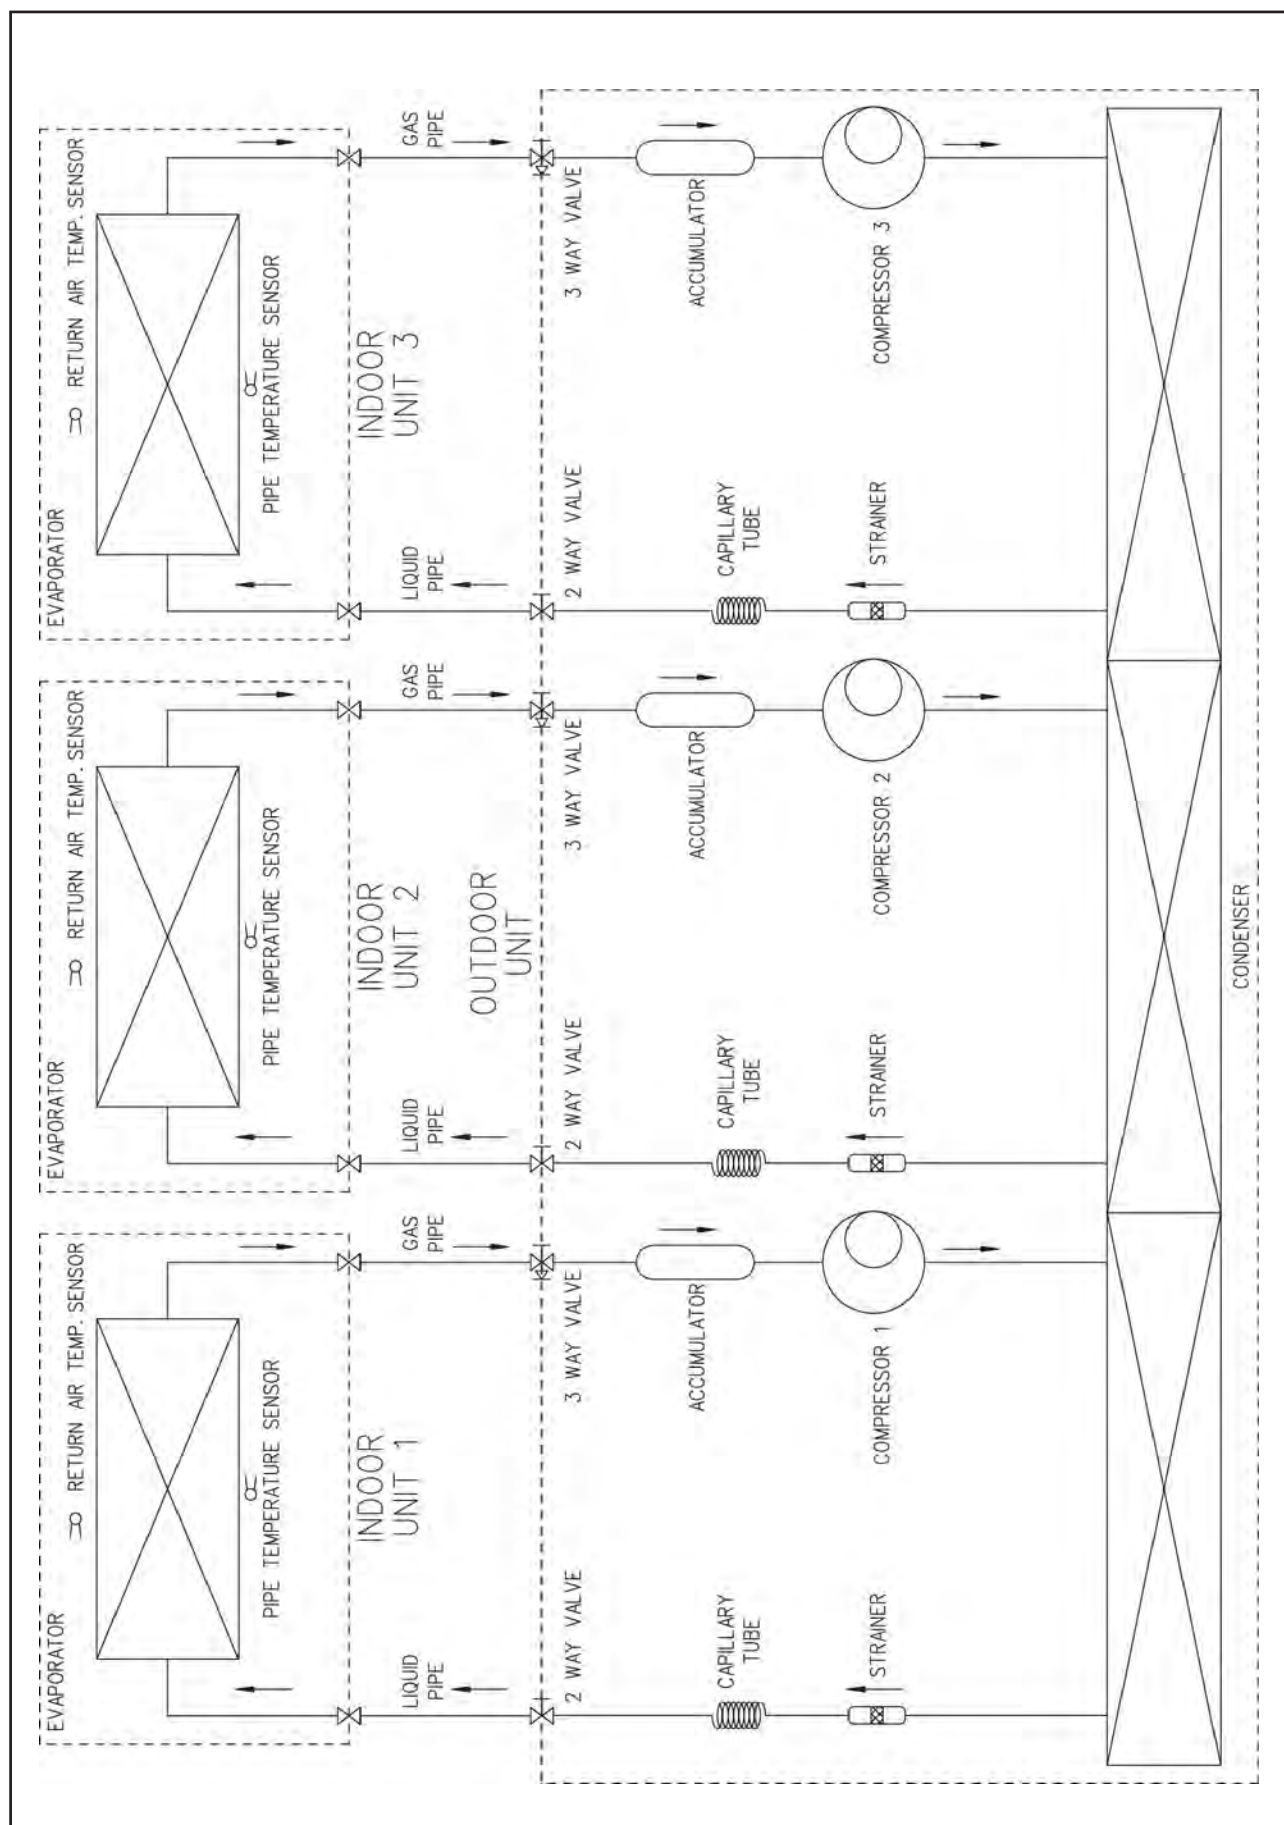 EVAPORATOR
RETURN AIR TEMP. SENSOR
PIPE TEMPERATURE SENSOR
INDOOR
UNIT 1
LIQUID
PIPE
GAS
PIPE
2 WAY VALVE
3 WAY VALVE
CAPILLARY
TUBE
ACCUMULATOR
STRAINER
COMPRESSOR 1
EVAPORATOR
RETURN AIR TEMP. SENSOR
PIPE TEMPERATURE SENSOR
INDOOR
UNIT 2
LIQUID
PIPE
GAS
PIPE
OUTDOOR
UNIT
2 WAY VALVE
3 WAY VALVE
CAPILLARY
TUBE
ACCUMULATOR
STRAINER
COMPRESSOR 2
EVAPORATOR
RETURN AIR TEMP. SENSOR
PIPE TEMPERATURE SENSOR
INDOOR
UNIT 3
LIQUID
PIPE
GAS
PIPE
2 WAY VALVE
3 WAY VALVE
CAPILLARY
TUBE
ACCUMULATOR
STRAINER
COMPRESSOR 3
CONDENSER